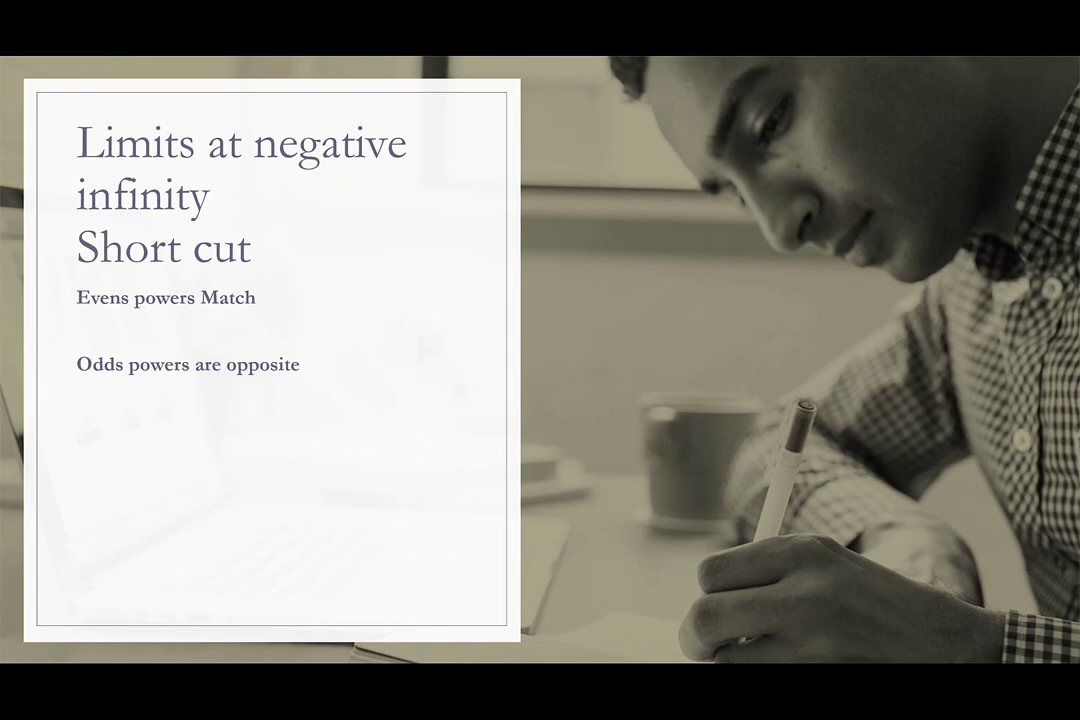 Limits at negative
infinity
Short cut
Evens powers Match
Odds powers are opposite